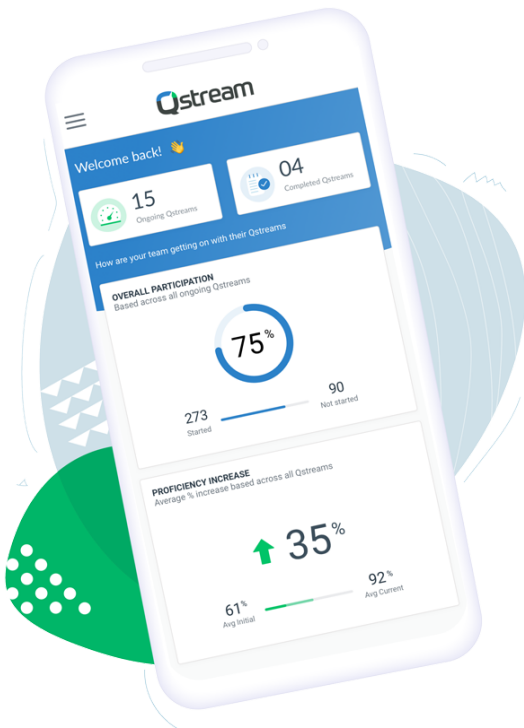 Qstream
Welcome back! 👋
15
Ongoing Qstreams
04
Completed Qstreams
How are your team getting on with their Qstreams
OVERALL PARTICIPATION
Based across all ongoing Qstreams
75%
273
Started
90
Not started
PROFICIENCY INCREASE
Average % increase based across all Qstreams
35%
61%
Avg Initial
92%
Avg Current